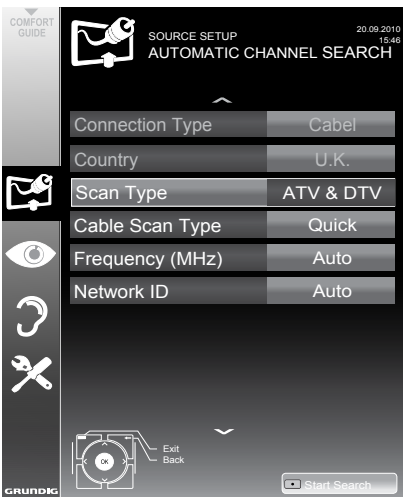 COMFORT
GUIDE
SOURCE SETUP
20.09.2010
15:46
AUTOMATIC CHANNEL SEARCH
Connection Type Cabel
Country U.K.
Scan Type ATV & DTV
Cable Scan Type Quick
Frequency (MHz) Auto
Network ID Auto
Exit
OK Back
Start Search
GRUNDIG